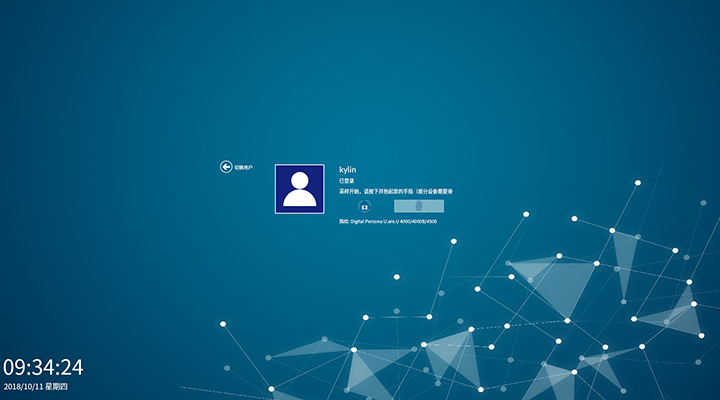 切换用户
kylin
已登录
采样开始，请按下并抬起您的手指（部分设备需要滑
指纹: Digital Persona U.are.U 4000/4000B/4500
09:34:24
2018/10/11 星期四